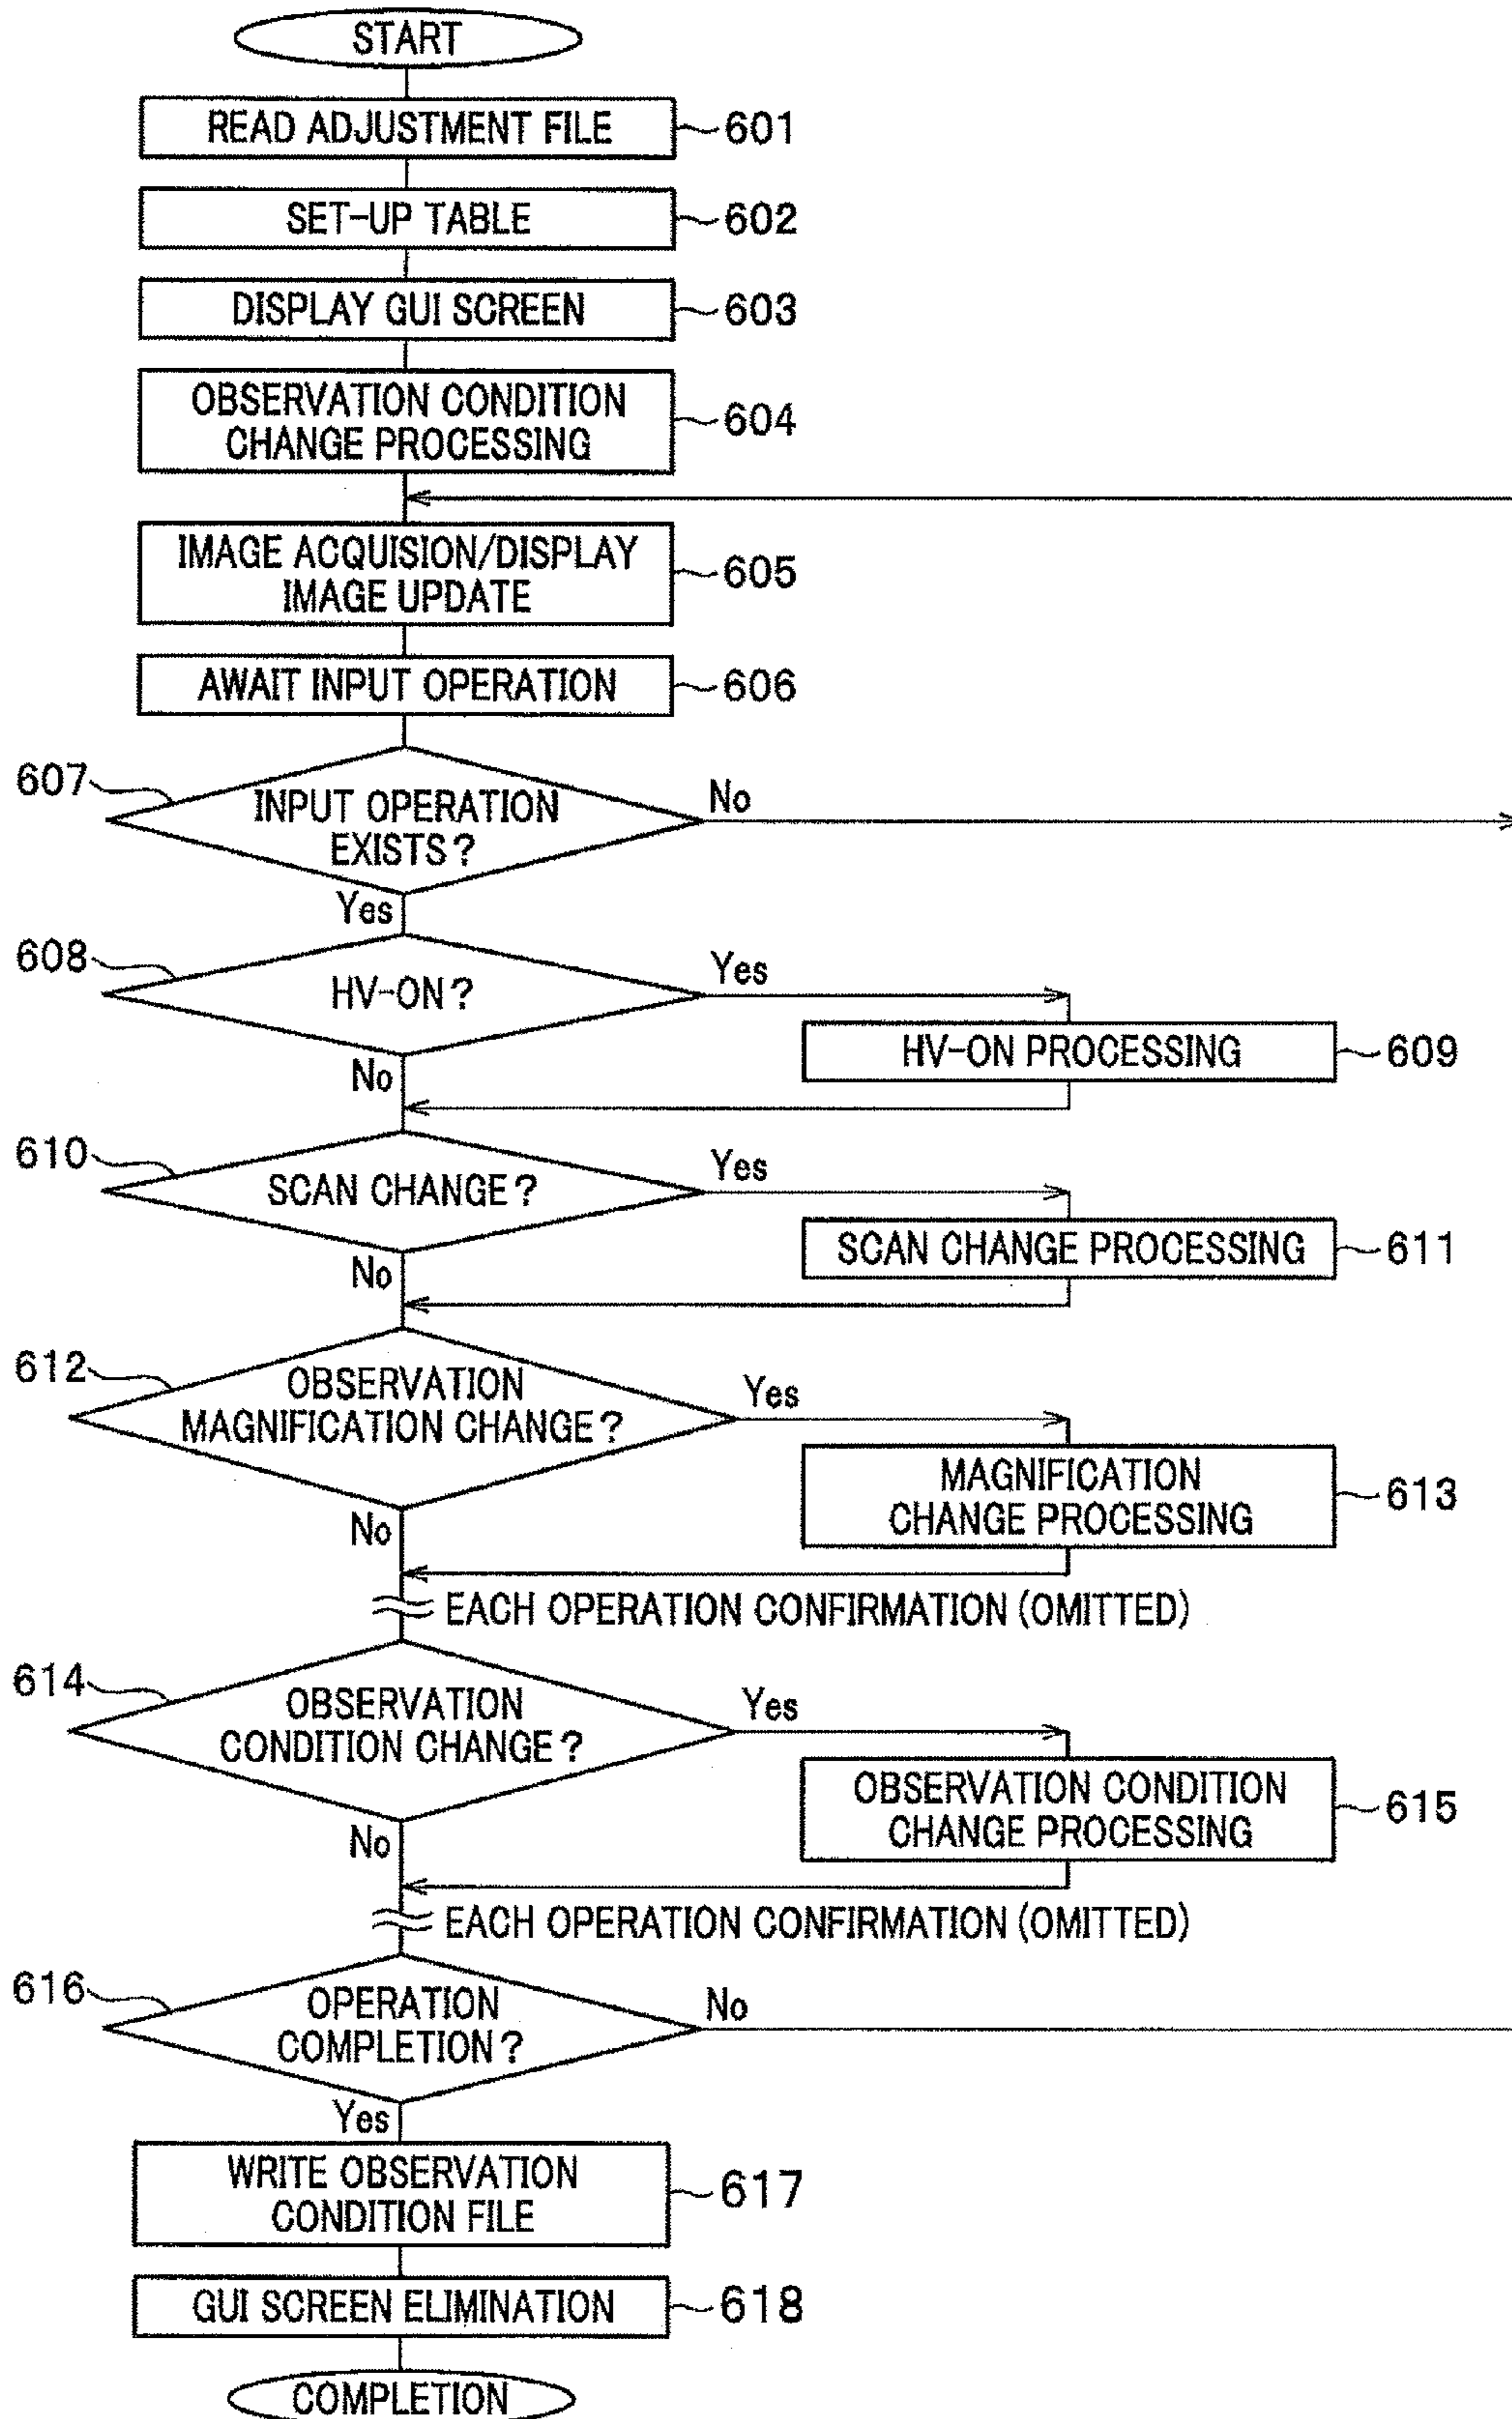 START
READ ADJUSTMENT FILE
601
SET-UP TABLE
602
DISPLAY GUI SCREEN
603
OBSERVATION CONDITION
CHANGE PROCESSING
604
IMAGE ACQUISION/DISPLAY
IMAGE UPDATE
605
AWAIT INPUT OPERATION
606
607
INPUT OPERATION
EXISTS?
No
Yes
608
HV-ON?
Yes
HV-ON PROCESSING
609
No
610
SCAN CHANGE?
Yes
SCAN CHANGE PROCESSING
611
No
612
OBSERVATION
MAGNIFICATION CHANGE?
Yes
MAGNIFICATION
CHANGE PROCESSING
613
No
EACH OPERATION CONFIRMATION (OMITTED)
614
OBSERVATION
CONDITION CHANGE?
Yes
OBSERVATION CONDITION
CHANGE PROCESSING
615
No
EACH OPERATION CONFIRMATION (OMITTED)
616
OPERATION
COMPLETION?
No
Yes
WRITE OBSERVATION
CONDITION FILE
617
GUI SCREEN ELIMINATION
618
COMPLETION